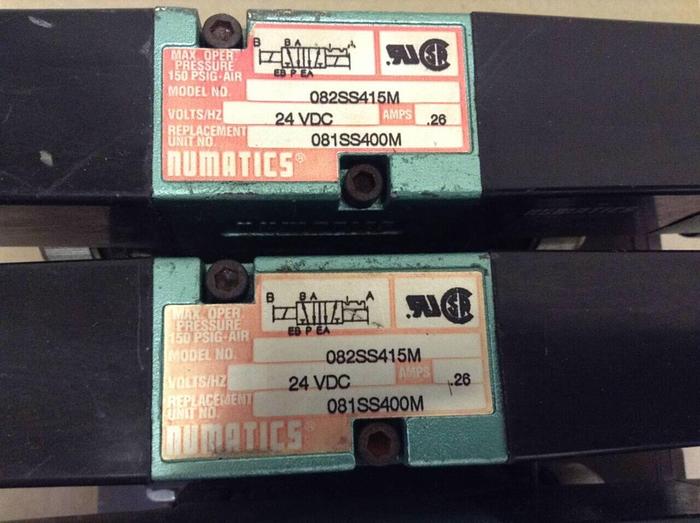 B B A A
EB P EA
MAX. OPER.
PRESSURE
150 PSIG-AIR
MODEL NO. 082SS415M
VOLTS/HZ 24 VDC AMPS .26
REPLACEMENT
UNIT NO. 081SS400M
NUMATICS®
B B A A
EB P EA
MAX. OPER.
PRESSURE
150 PSIG-AIR
MODEL NO. 082SS415M
VOLTS/HZ 24 VDC AMPS .26
REPLACEMENT
UNIT NO. 081SS400M
NUMATICS®